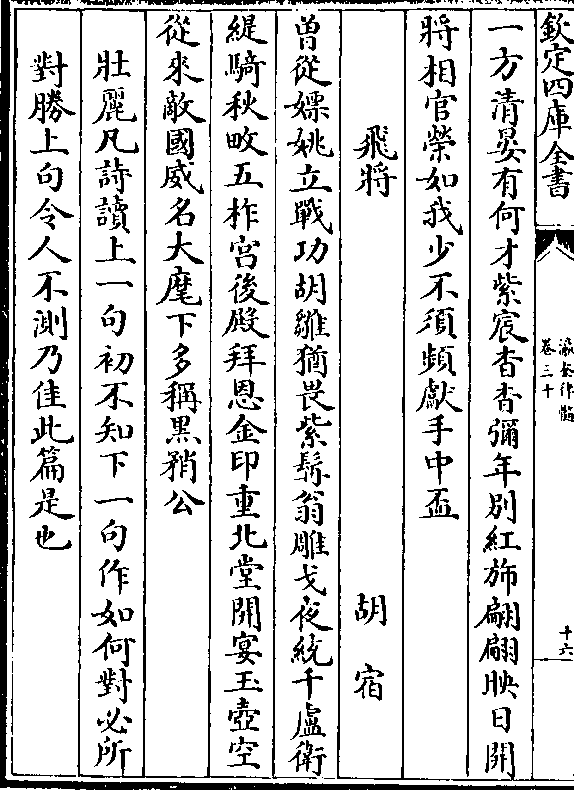 欽定四庫全書
瀛奎律髓
卷三十
十六
一方清晏有何才紫宸杳杳彌年別紅斾翩翩映日開
將相官榮如我少不須頻獻手中盃
飛將
胡宿
曽從嫖姚立戰功胡雛猶畏紫髯翁雕戈夜統千廬衛
緹騎秋畋五柞宮後殿拜恩金印重北堂開宴玉壺空
從來敵國威名大麾下多稱黒矟公
壮麗凡詩讀上一句初不知下一句作如何對必所
對勝上句令人不測乃佳此篇是也